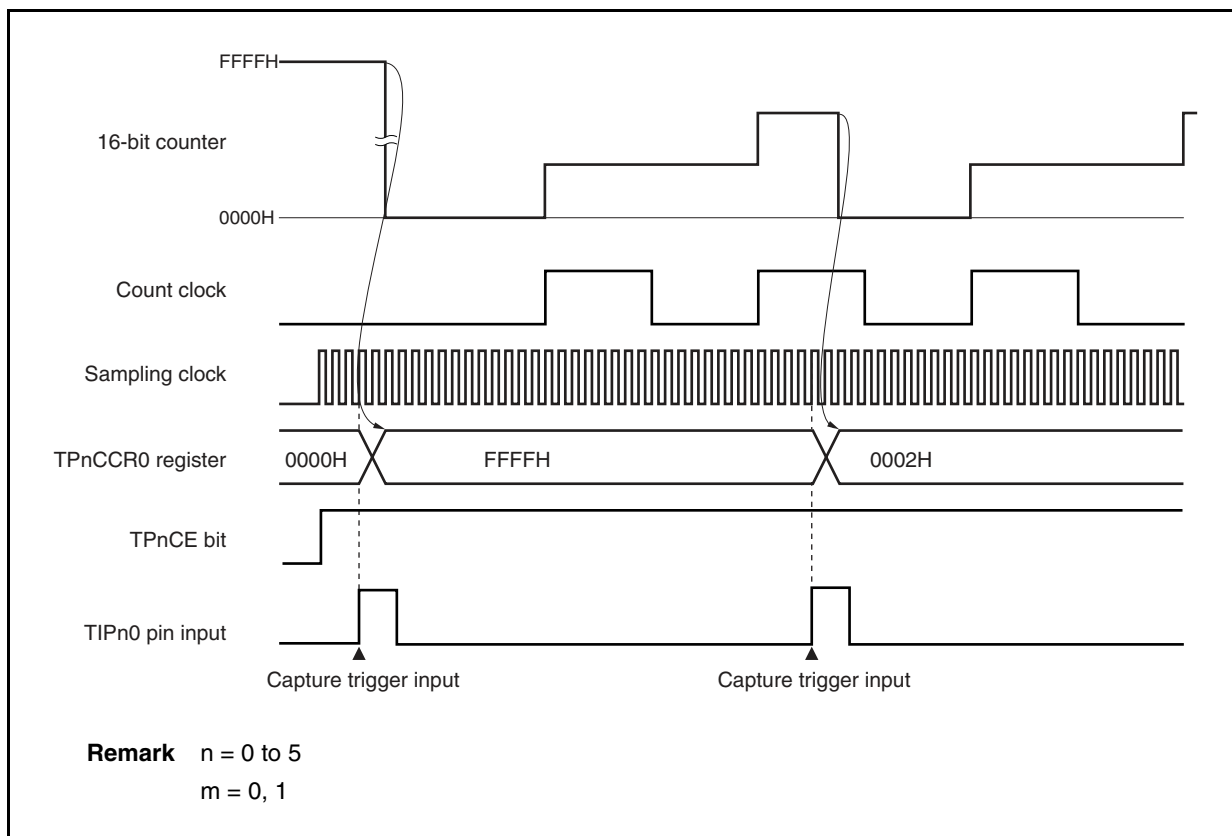 FFFFH
16-bit counter
0000H
Count clock
Sampling clock
TPnCCR0 register
0000H
FFFFH
0002H
TPnCE bit
TIPn0 pin input
Capture trigger input
Capture trigger input
Remark n = 0 to 5
m = 0, 1